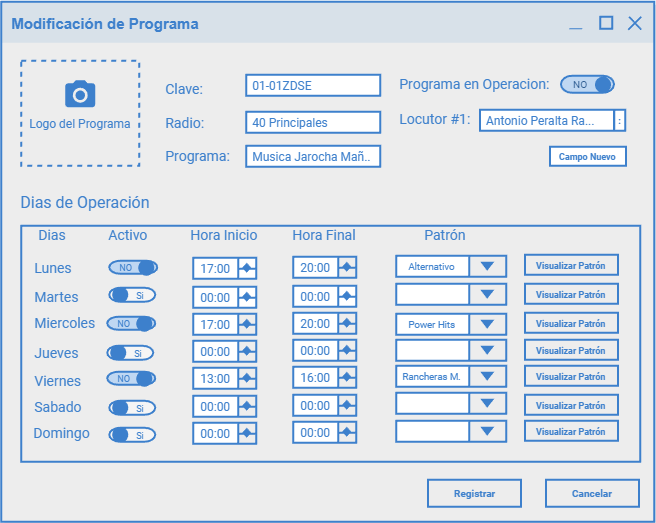 Modificación de Programa
Logo del Programa
Clave: 01-01ZDSE
Programa en Operacion: NO
Radio: 40 Principales
Locutor #1: Antonio Peralta Ra... :
Programa: Musica Jarocha Mañ..
Campo Nuevo
Dias de Operación
Dias Activo Hora Inicio Hora Final Patrón
Lunes NO 17:00 20:00 Alternativo Visualizar Patrón
Martes Si 00:00 00:00 Visualizar Patrón
Miercoles NO 17:00 20:00 Power Hits Visualizar Patrón
Jueves Si 00:00 00:00 Visualizar Patrón
Viernes NO 13:00 16:00 Rancheras M. Visualizar Patrón
Sabado Si 00:00 00:00 Visualizar Patrón
Domingo Si 00:00 00:00 Visualizar Patrón
Registrar Cancelar